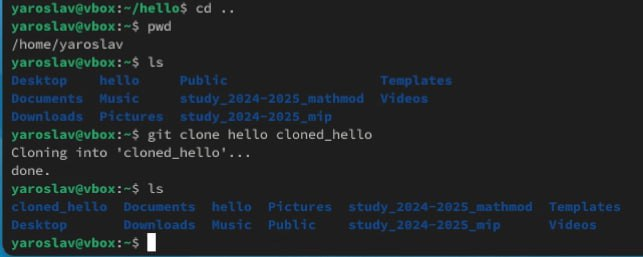 yaroslav@vbox:~/hello$ cd ..
yaroslav@vbox:~$ pwd
/home/yaroslav
yaroslav@vbox:~$ ls
Desktop    hello     Public                   Templates
Documents  Music     study_2024-2025_mathmod  Videos
Downloads  Pictures  study_2024-2025_mip
yaroslav@vbox:~$ git clone hello cloned_hello
Cloning into 'cloned_hello'...
done.
yaroslav@vbox:~$ ls
cloned_hello  Documents  hello  Pictures  study_2024-2025_mathmod  Templates
Desktop       Downloads  Music  Public    study_2024-2025_mip      Videos
yaroslav@vbox:~$